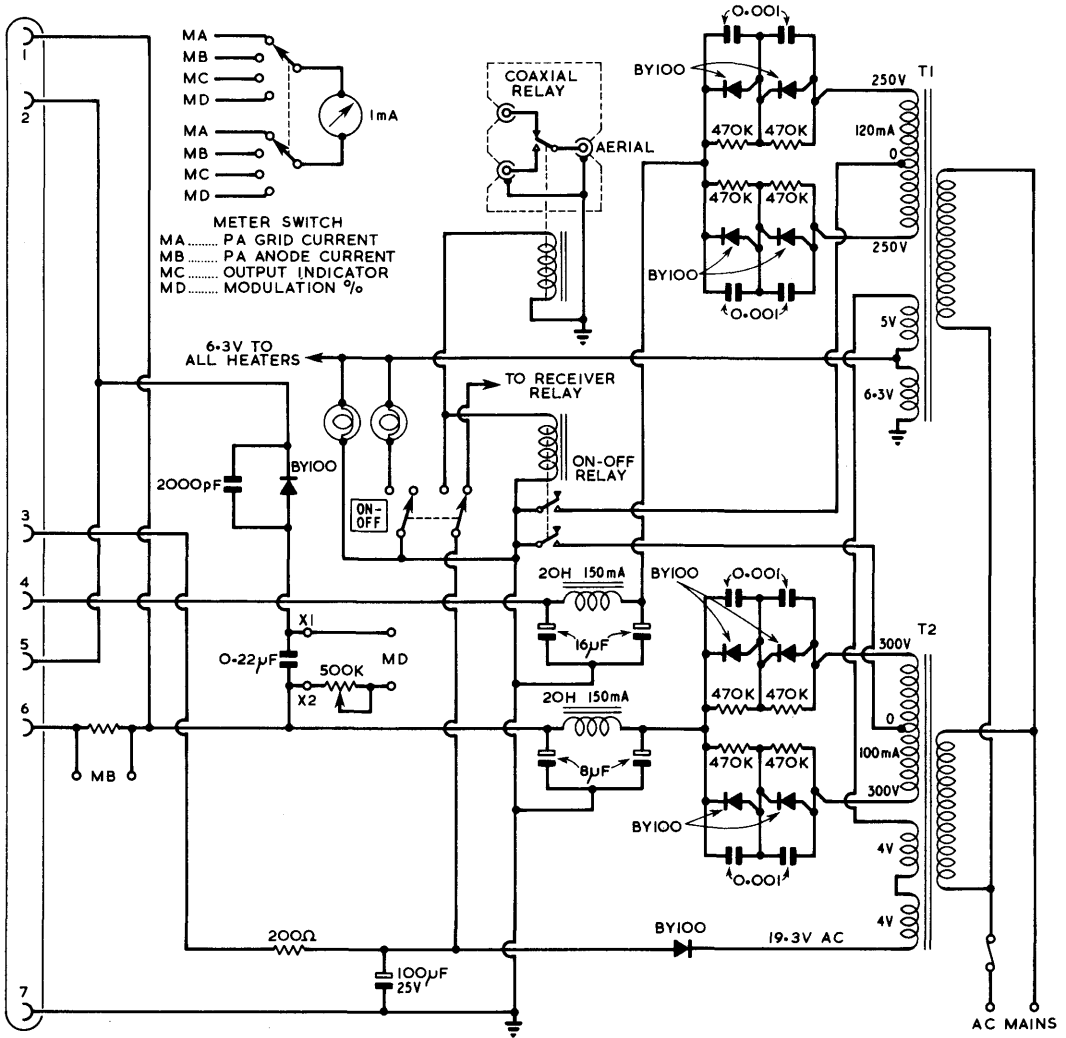 1
2
3
4
5
6
7
MA
MB
MC
MD
MA
MB
MC
MD
1mA
METER SWITCH
MA ........ PA GRID CURRENT
MB ........ PA ANODE CURRENT
MC ........ OUTPUT INDICATOR
MD ........ MODULATION %
COAXIAL
RELAY
AERIAL
0·001
BY100
470K 470K
470K 470K
BY100
0·001
T1
250V
120mA
0
250V
5V
6·3V
6·3V TO
ALL HEATERS
TO RECEIVER
RELAY
ON-OFF
RELAY
ON-
OFF
2000pF
BY100
X1
0·22µF
500K
MD
X2
MB
20H 150mA
16µF
20H 150mA
8µF
BY100
0·001
470K 470K
470K 470K
BY100
0·001
T2
300V
0
100mA
300V
4V
4V
200Ω
100µF
25V
BY100
19·3V AC
AC MAINS